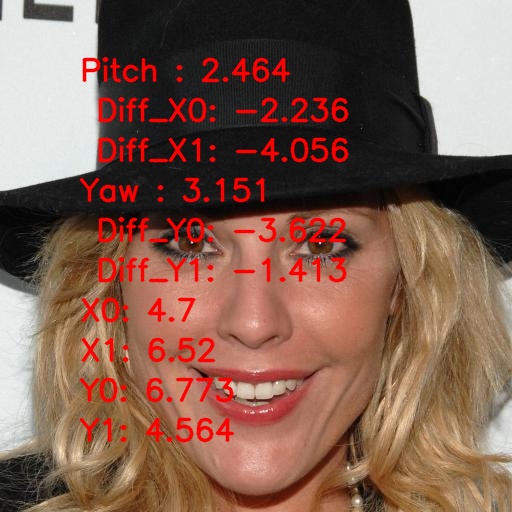 Pitch : 2.464
Diff_X0: -2.236
Diff_X1: -4.056
Yaw : 3.151
Diff_Y0: -3.622
Diff_Y1: -1.413
X0: 4.7
X1: 6.52
Y0: 6.773
Y1: 4.564